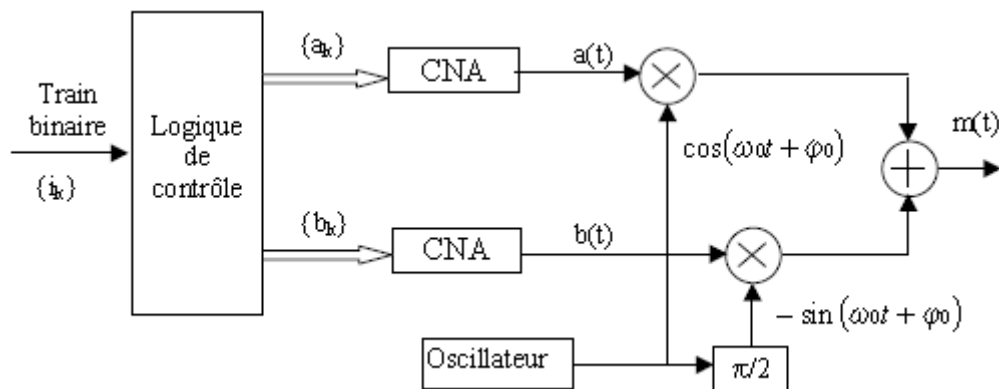 Train
binaire
{iₖ}
Logique
de
contrôle
{aₖ}
CNA
a(t)
cos(ω₀t + φ₀)
m(t)
{bₖ}
CNA
b(t)
− sin (ω₀t + φ₀)
Oscillateur
π/2